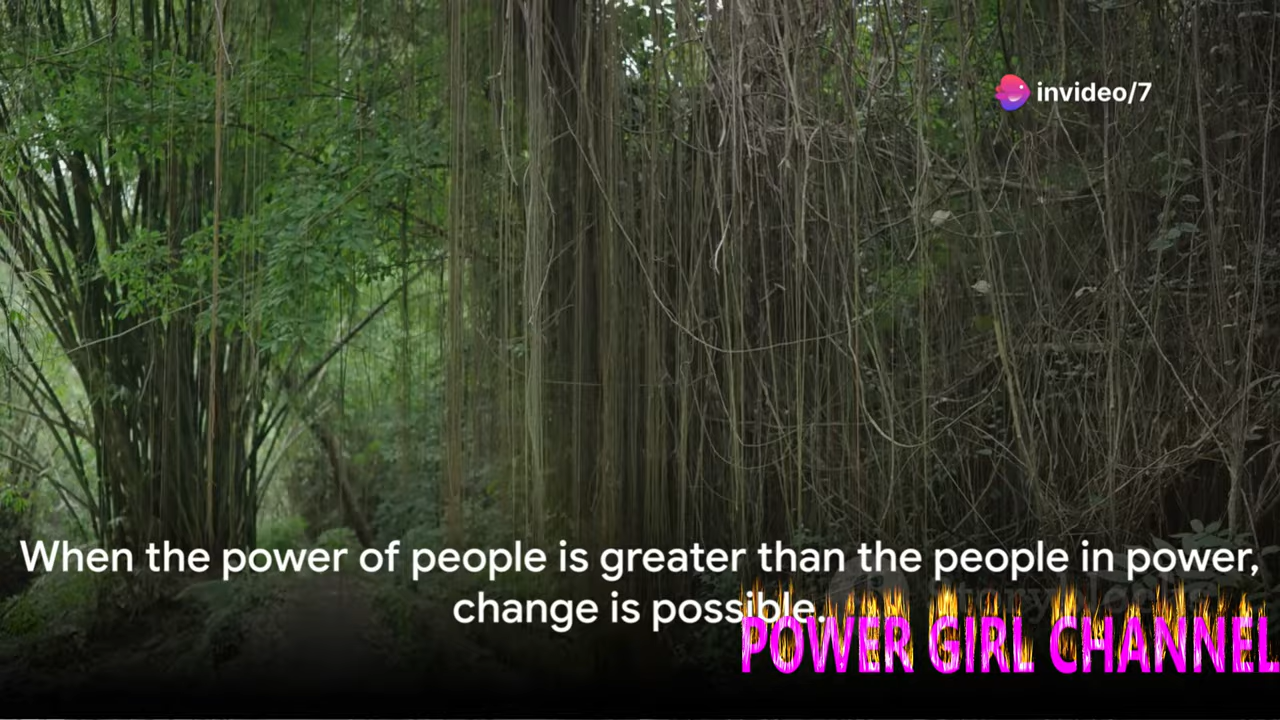 invideo/7
When the power of people is greater than the people in power,
change is possible.
Storyblocks
POWER GIRL CHANNEL